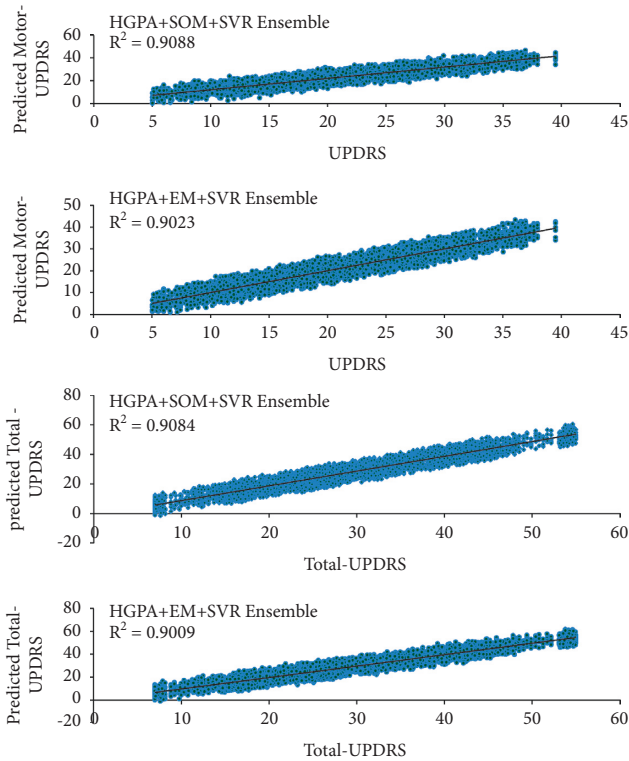 HGPA+SOM+SVR Ensemble
R² = 0.9088
Predicted Motor-
UPDRS
60
40
20
0
0 5 10 15 20 25 30 35 40 45
UPDRS
HGPA+EM+SVR Ensemble
R² = 0.9023
Predicted Motor-
UPDRS
50
40
30
20
10
0
0 5 10 15 20 25 30 35 40 45
UPDRS
HGPA+SOM+SVR Ensemble
R² = 0.9084
predicted Total -
UPDRS
80
60
40
20
0
-20
0 10 20 30 40 50 60
Total-UPDRS
HGPA+EM+SVR Ensemble
R² = 0.9009
Predicted Total-
UPDRS
80
60
40
20
0
-20
0 10 20 30 40 50 60
Total-UPDRS